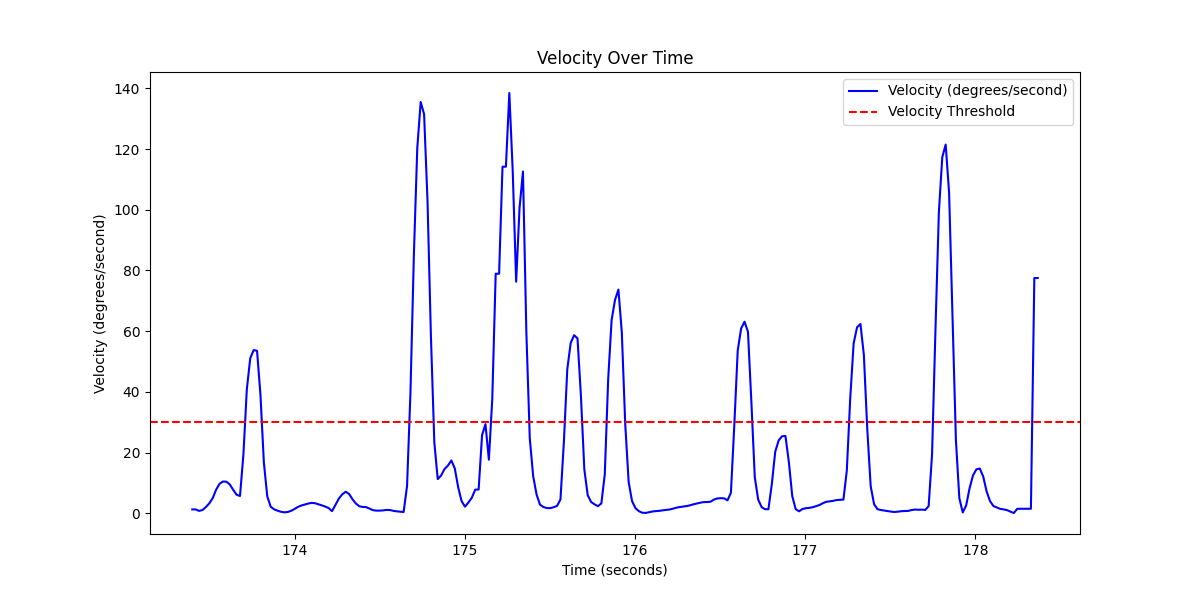 Velocity Over Time
Velocity (degrees/second)
Velocity Threshold
140
120
100
80
60
40
20
0
Velocity (degrees/second)
174
175
176
177
178
Time (seconds)